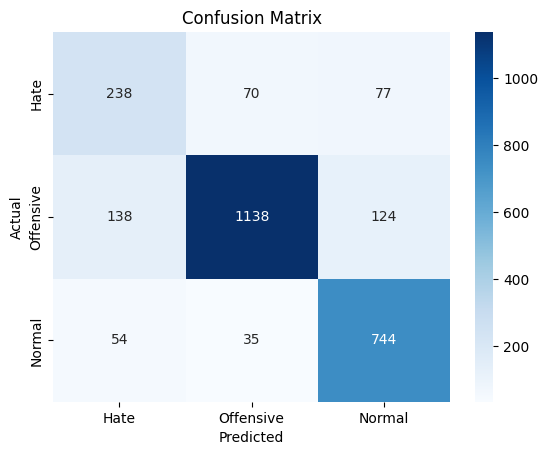 Confusion Matrix
Actual
Hate
238 70 77
Offensive
138 1138 124
Normal
54 35 744
Hate Offensive Normal
Predicted
1000
800
600
400
200